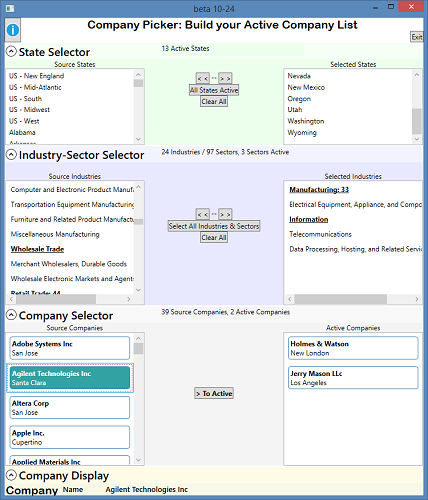 beta 10-24
Company Picker: Build your Active Company List
Exit
State Selector
13 Active States
Source States
Selected States
US - New England
US - Mid-Atlantic
US - South
US - Midwest
US - West
Alabama
Arkansas
< < -- > >
All States Active
Clear All
Nevada
New Mexico
Oregon
Utah
Washington
Wyoming
Industry-Sector Selector
24 Industries / 97 Sectors, 3 Sectors Active
Source Industries
Selected Industries
Computer and Electronic Product Manufa
Transportation Equipment Manufacturing
Furniture and Related Product Manufact
Miscellaneous Manufacturing
Wholesale Trade
Merchant Wholesalers, Durable Goods
Wholesale Electronic Markets and Agents
Retail Trade: 44
< < -- > >
Select All Industries & Sectors
Clear All
Manufacturing: 33
Electrical Equipment, Appliance, and Compo
Information
Telecommunications
Data Processing, Hosting, and Related Servic
Company Selector
39 Source Companies, 2 Active Companies
Source Companies
Active Companies
Adobe Systems Inc
San Jose
Agilent Technologies Inc
Santa Clara
Altera Corp
San Jose
Apple Inc.
Cupertino
Applied Materials Inc
> To Active
Holmes & Watson
New London
Jerry Mason LLc
Los Angeles
Company Display
Company Name Agilent Technologies Inc